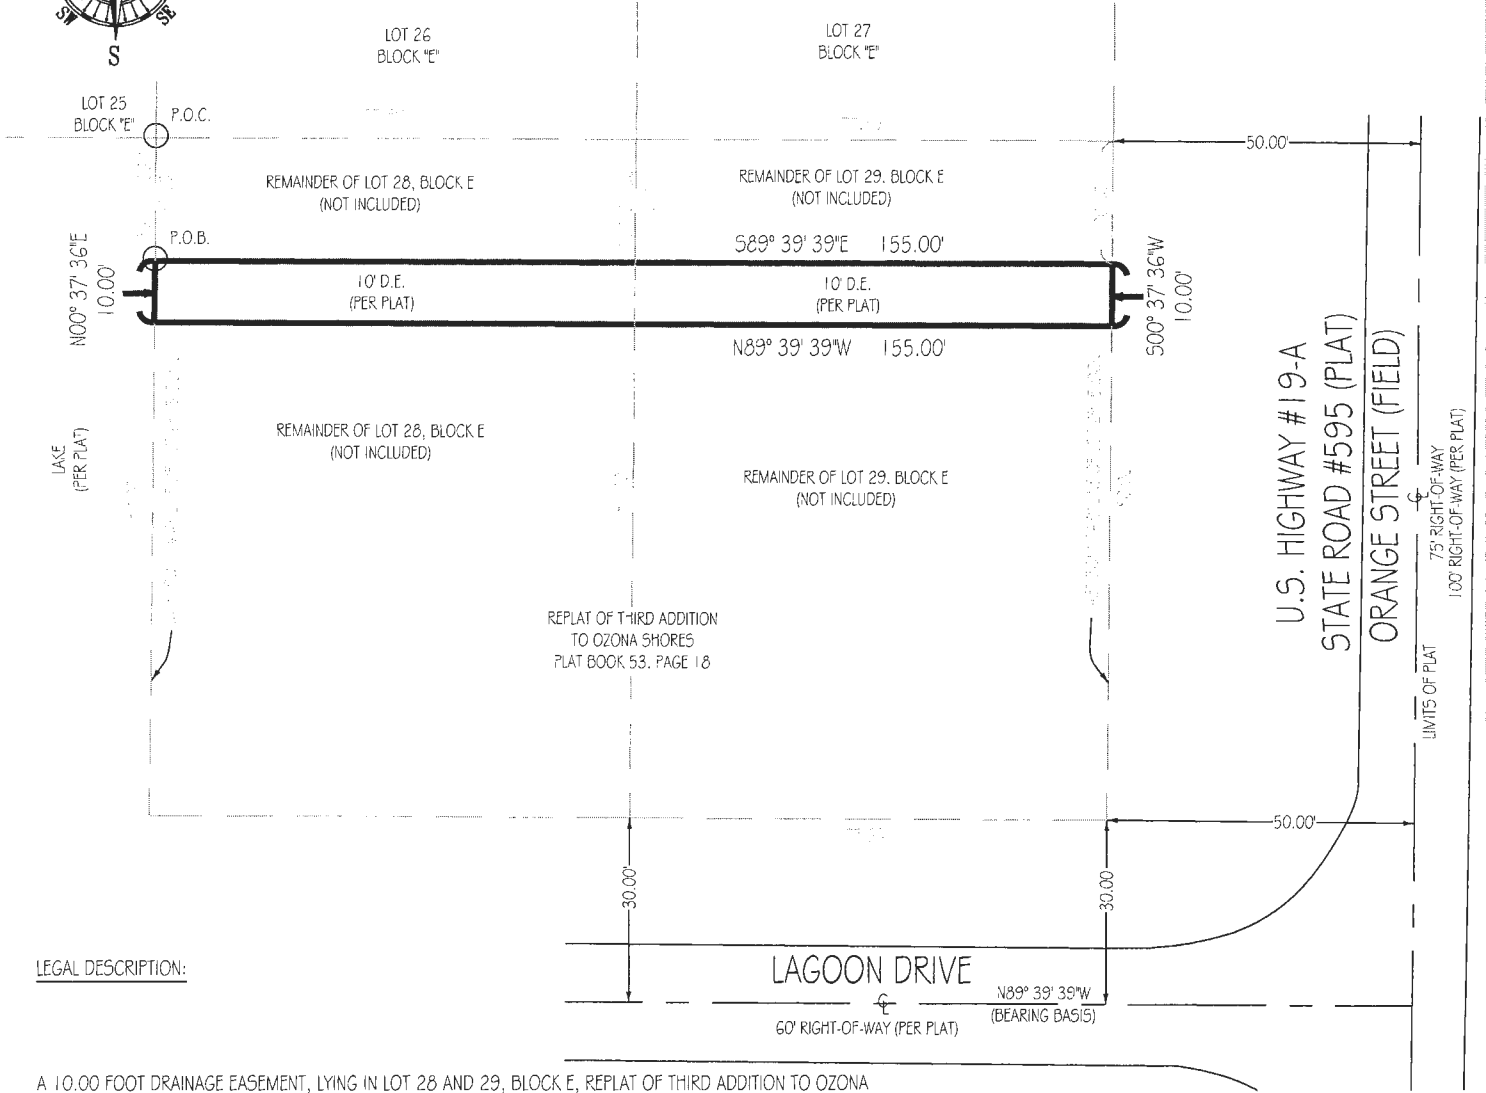 SW
SE
S
LOT 26
BLOCK "E"
LOT 27
BLOCK "E"
LOT 25
BLOCK "E"
P.O.C.
50.00'
REMAINDER OF LOT 28, BLOCK E
(NOT INCLUDED)
REMAINDER OF LOT 29, BLOCK E
(NOT INCLUDED)
P.O.B.
S89° 39' 39"E 155.00'
N00° 37' 36"E
10.00'
10' D.E.
(PER PLAT)
10' D.E.
(PER PLAT)
S00° 37' 36"W
10.00'
N89° 39' 39"W 155.00'
LAKE
(PER PLAT)
REMAINDER OF LOT 28, BLOCK E
(NOT INCLUDED)
REMAINDER OF LOT 29, BLOCK E
(NOT INCLUDED)
U.S. HIGHWAY #19-A
STATE ROAD #595 (PLAT)
ORANGE STREET (FIELD)
75' RIGHT-OF-WAY
100' RIGHT-OF-WAY (PER PLAT)
LIMITS OF PLAT
REPLAT OF THIRD ADDITION
TO OZONA SHORES
PLAT BOOK 53, PAGE 18
50.00'
30.00'
30.00
LEGAL DESCRIPTION:
LAGOON DRIVE
N89° 39' 39"W
(BEARING BASIS)
60' RIGHT-OF-WAY (PER PLAT)
A 10.00 FOOT DRAINAGE EASEMENT, LYING IN LOT 28 AND 29, BLOCK E, REPLAT OF THIRD ADDITION TO OZONA